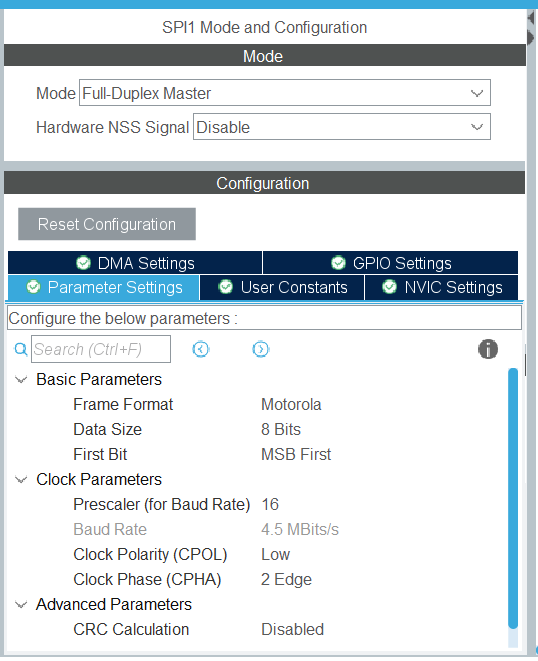 SPI1 Mode and Configuration
Mode
Mode Full-Duplex Master
Hardware NSS Signal Disable
Configuration
Reset Configuration
DMA Settings GPIO Settings
Parameter Settings User Constants NVIC Settings
Configure the below parameters :
Search (Ctrl+F)
Basic Parameters
Frame Format Motorola
Data Size 8 Bits
First Bit MSB First
Clock Parameters
Prescaler (for Baud Rate) 16
Baud Rate 4.5 MBits/s
Clock Polarity (CPOL) Low
Clock Phase (CPHA) 2 Edge
Advanced Parameters
CRC Calculation Disabled